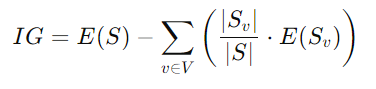 IG = E(S) − ∑_{v∈V} ( |S_v| / |S| · E(S_v) )